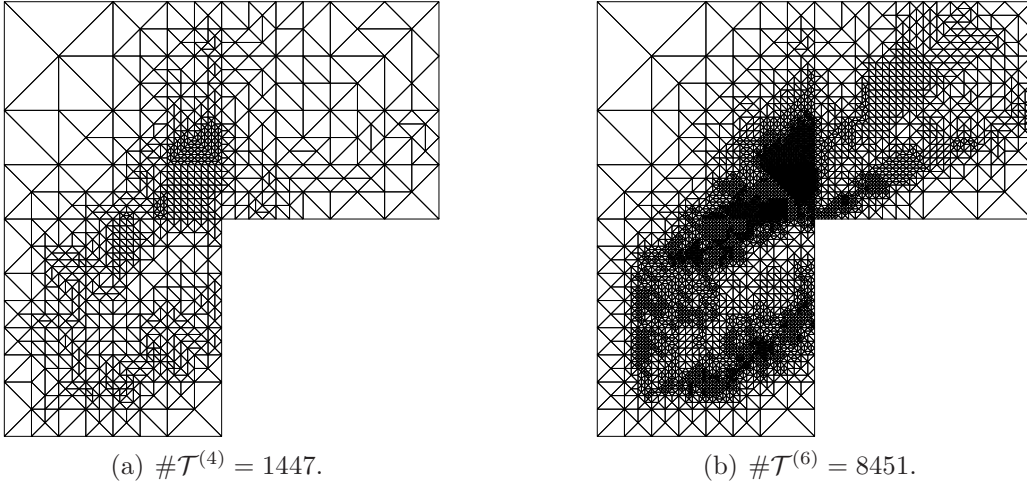 (a) #𝒯⁽⁴⁾ = 1447.
(b) #𝒯⁽⁶⁾ = 8451.